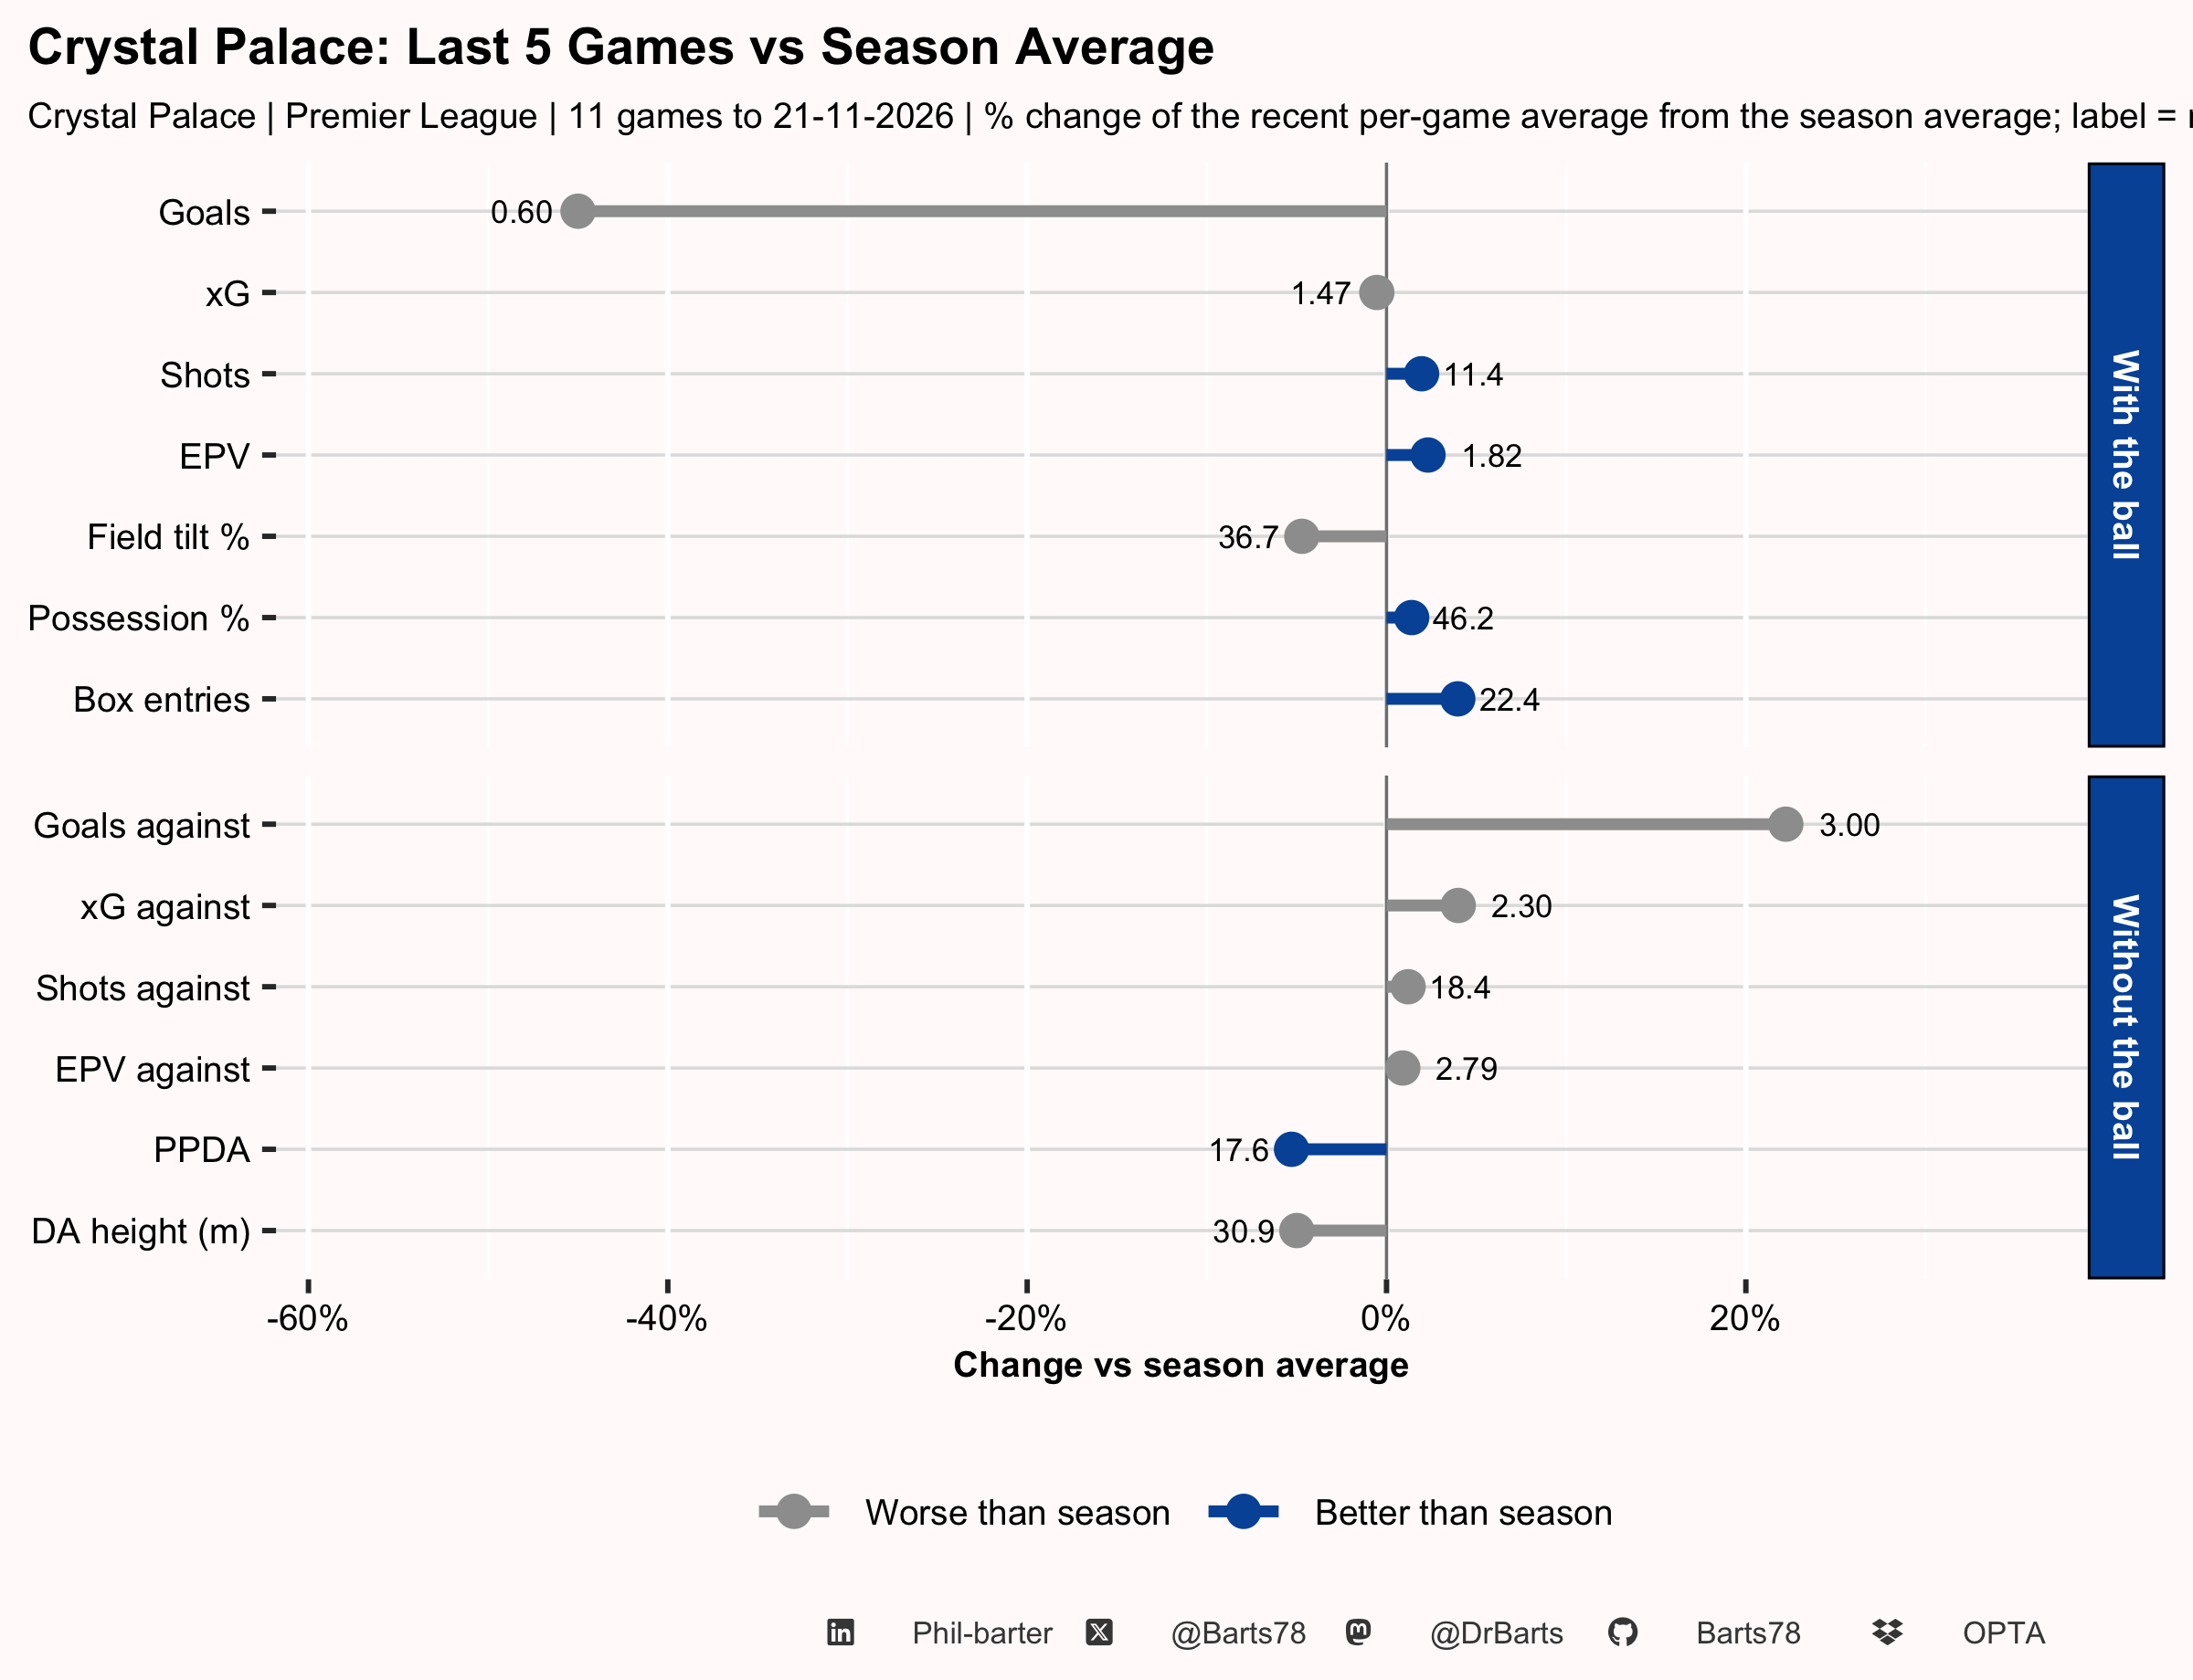 Crystal Palace: Last 5 Games vs Season Average
Crystal Palace | Premier League | 11 games to 21-11-2026 | % change of the recent per-game average from the season average; label =
Goals
0.60
xG
1.47
Shots
11.4
EPV
1.82
Field tilt %
36.7
Possession %
46.2
Box entries
22.4
With the ball
Goals against
3.00
xG against
2.30
Shots against
18.4
EPV against
2.79
PPDA
17.6
DA height (m)
30.9
Without the ball
-60% -40% -20% 0% 20%
Change vs season average
Worse than season Better than season
Phil-barter @Barts78 @DrBarts Barts78 OPTA